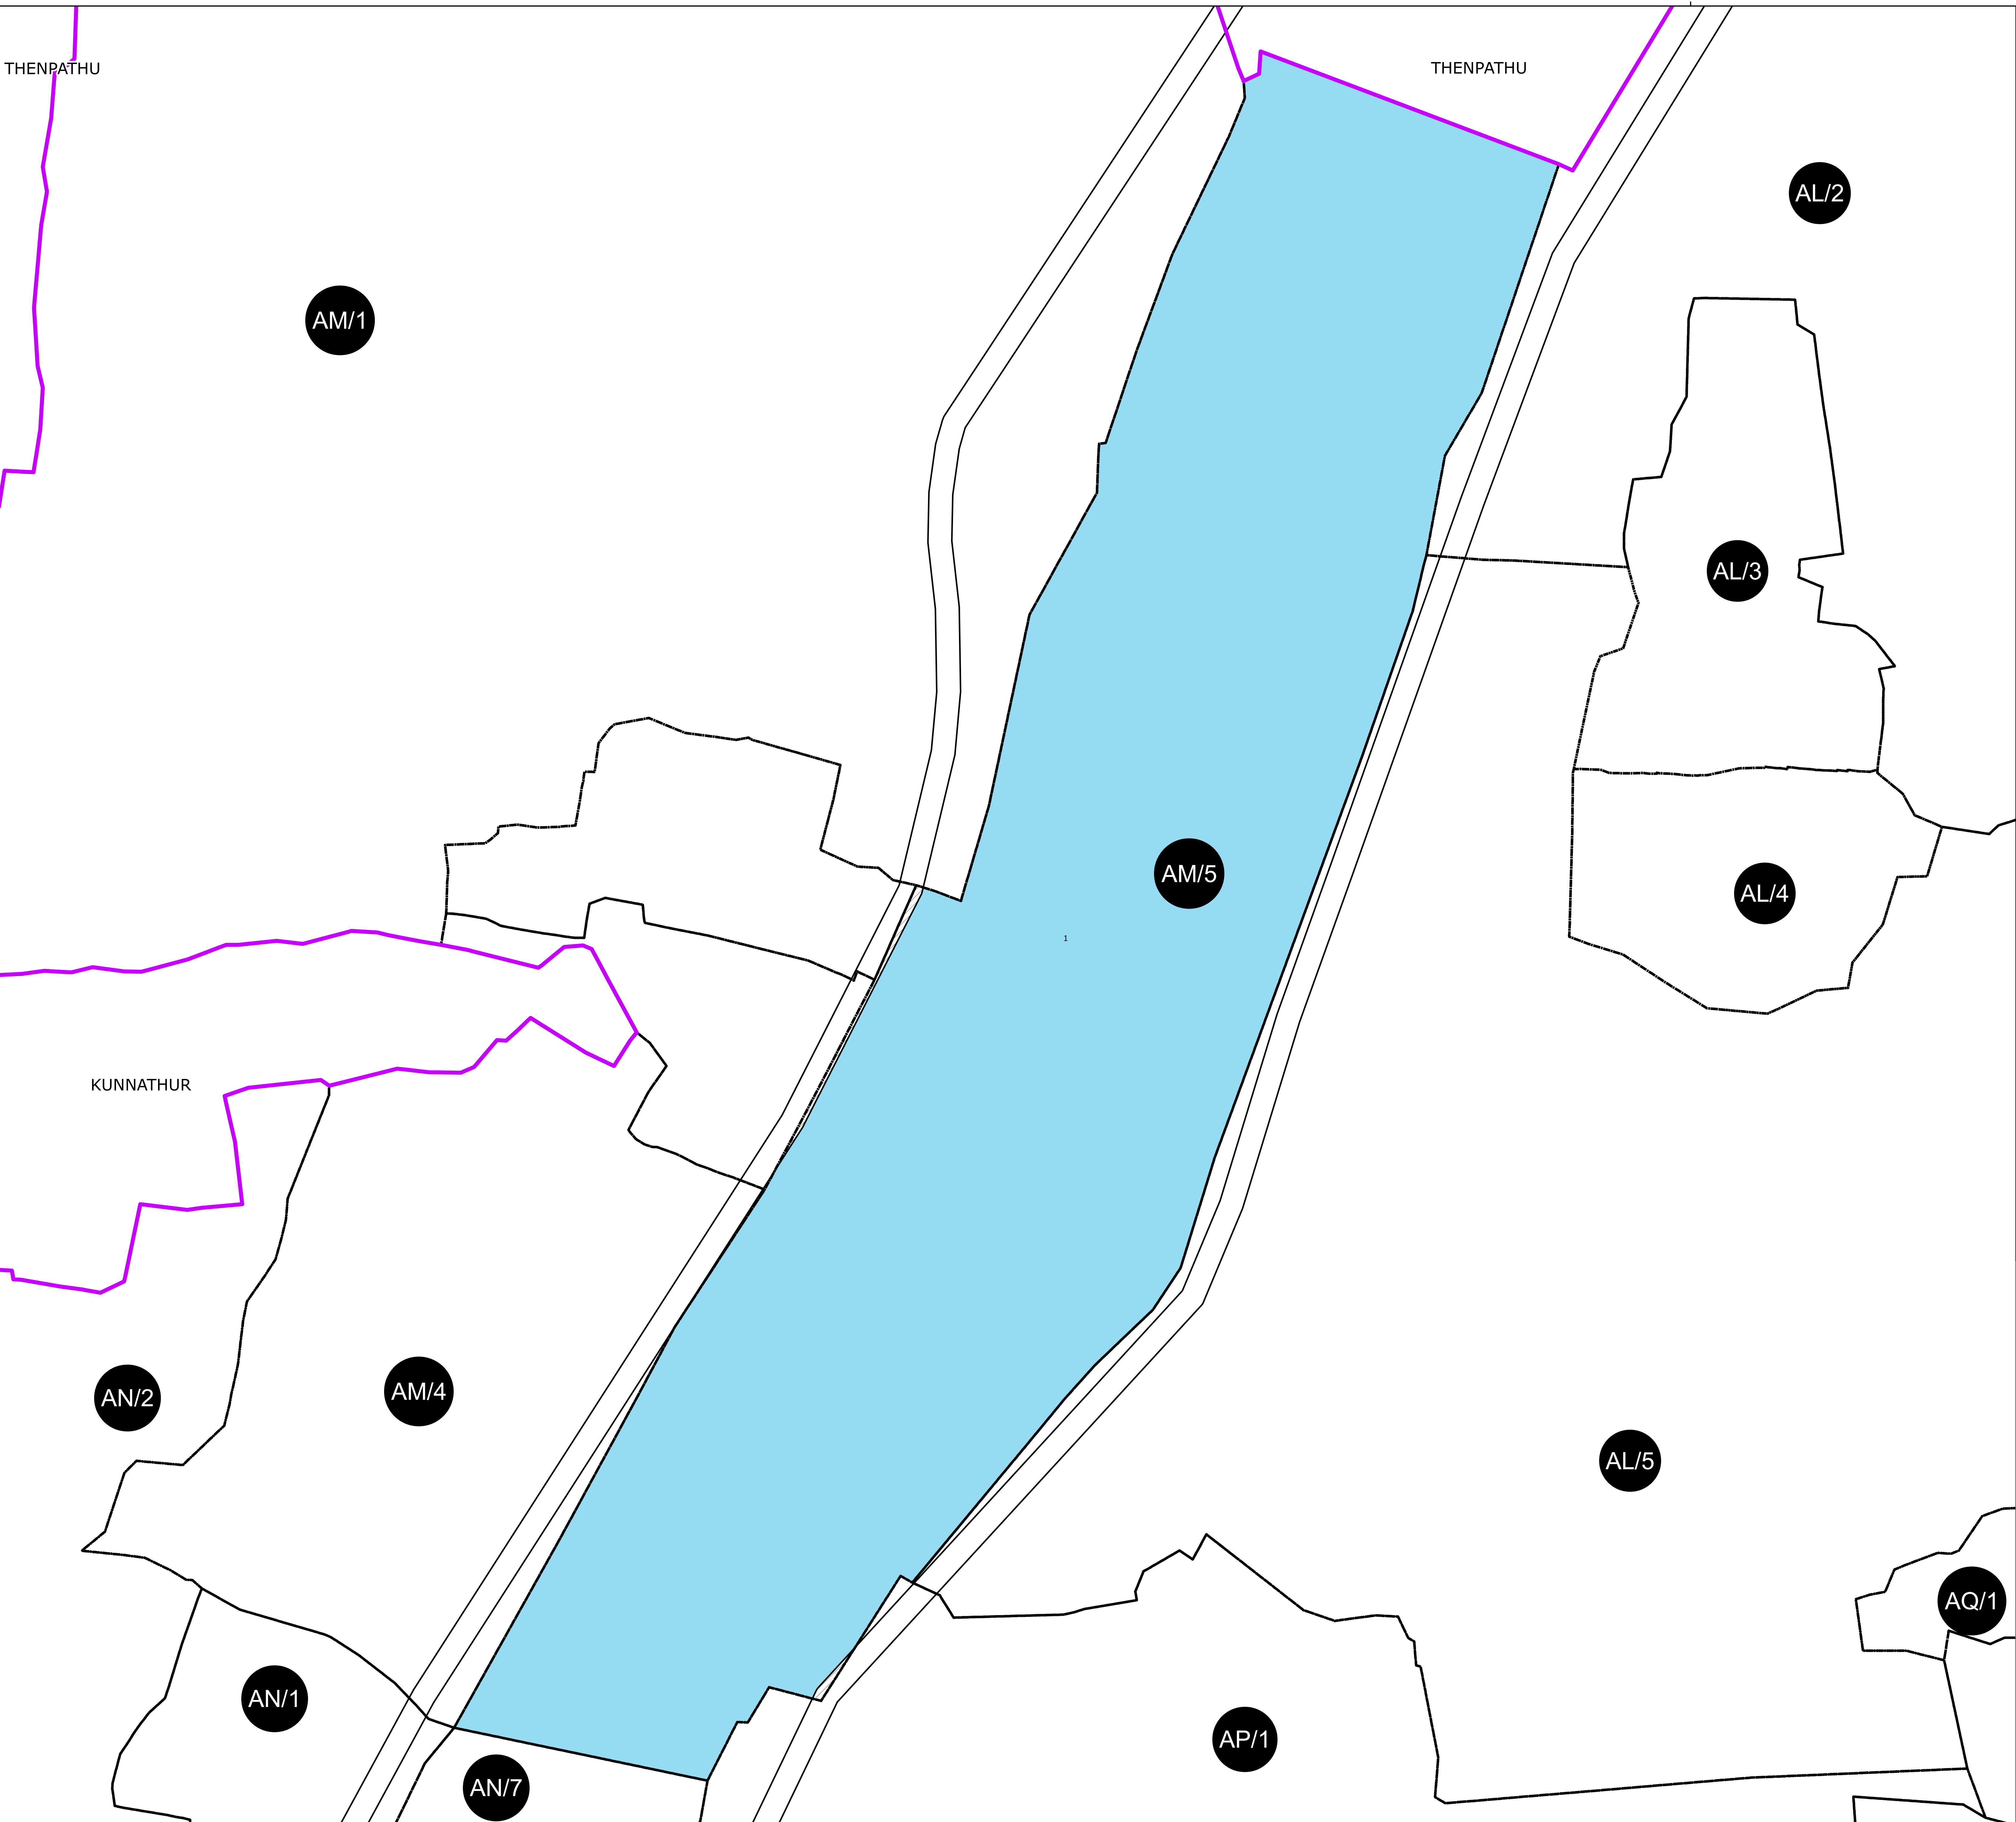 THENPATHU
THENPATHU
AL/2
AM/1
AL/3
AM/5
AL/4
1
KUNNATHUR
AN/2
AM/4
AL/5
AQ/1
AN/1
AP/1
AN/7